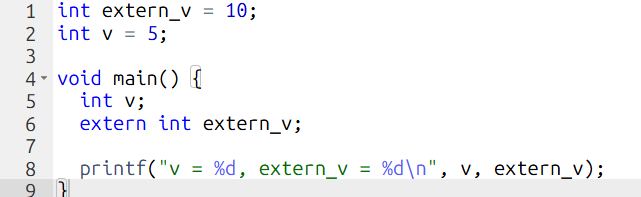 1 int extern_v = 10;
2 int v = 5;
3
4 void main() {
5   int v;
6   extern int extern_v;
7
8   printf("v = %d, extern_v = %d\n", v, extern_v);
9 }